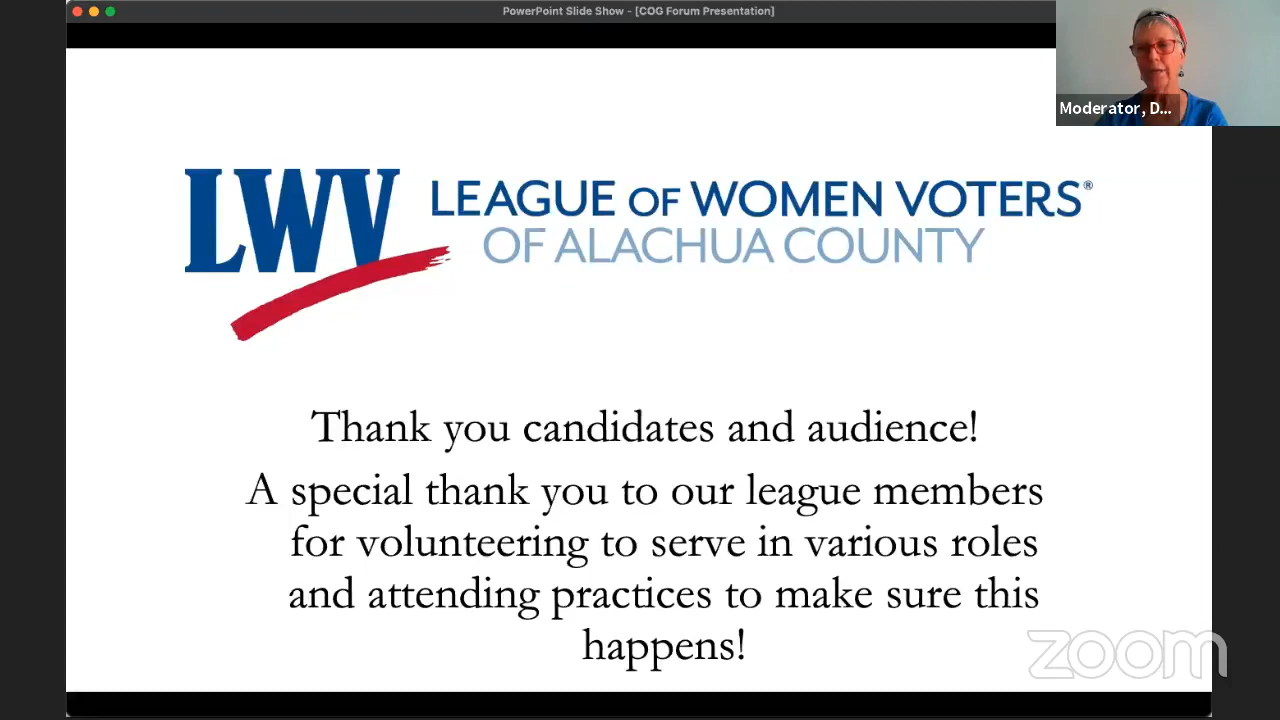 PowerPoint Slide Show - [COG Forum Presentation]
Moderator, D...
LWV LEAGUE OF WOMEN VOTERS®
OF ALACHUA COUNTY
Thank you candidates and audience!
A special thank you to our league members
for volunteering to serve in various roles
and attending practices to make sure this
happens!
zoom